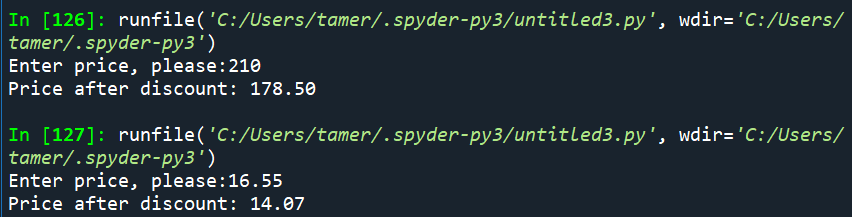 In [126]: runfile('C:/Users/tamer/.spyder-py3/untitled3.py', wdir='C:/Users/
tamer/.spyder-py3')
Enter price, please:210
Price after discount: 178.50
In [127]: runfile('C:/Users/tamer/.spyder-py3/untitled3.py', wdir='C:/Users/
tamer/.spyder-py3')
Enter price, please:16.55
Price after discount: 14.07